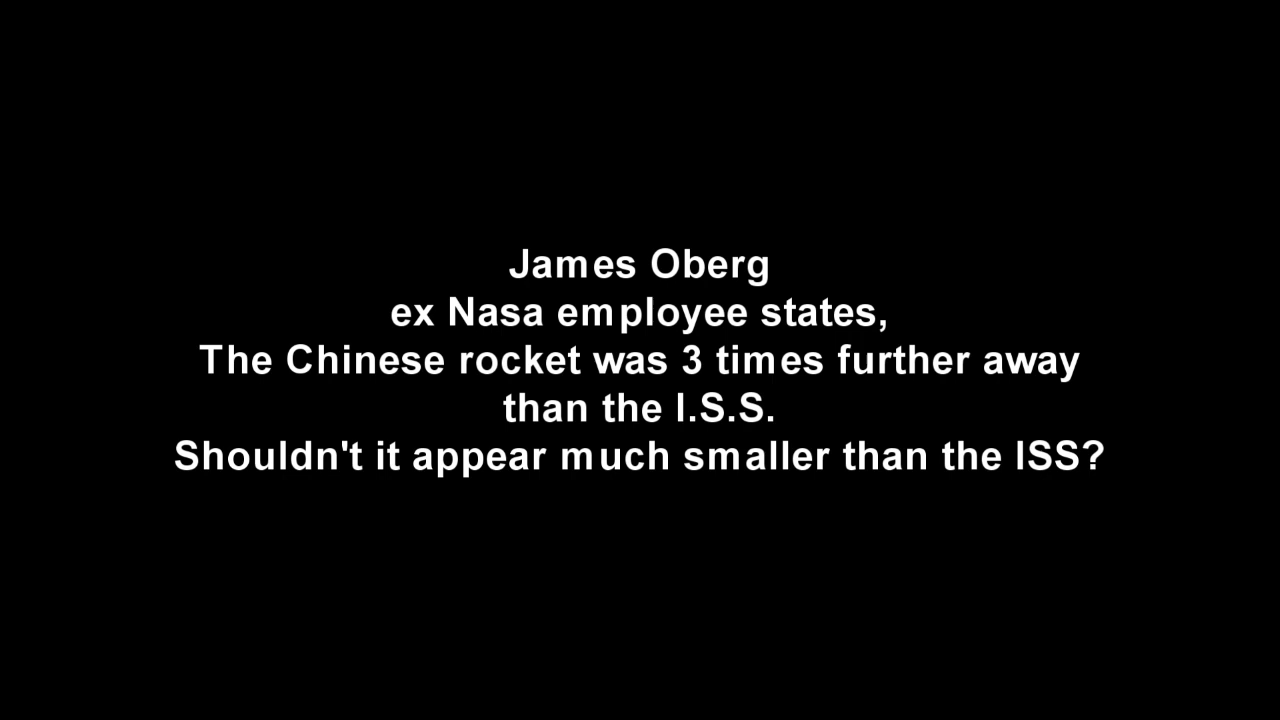 James Oberg
ex Nasa employee states,
The Chinese rocket was 3 times further away
than the I.S.S.
Shouldn't it appear much smaller than the ISS?